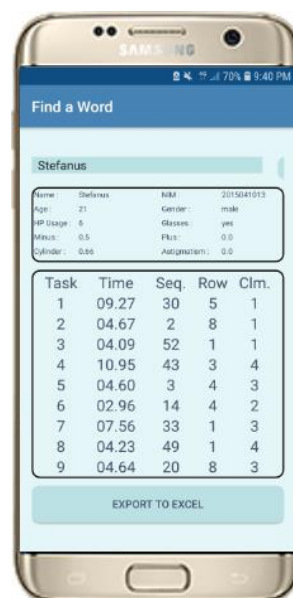 SAMSUNG
70% 9:40 PM
Find a Word
Stefanus
Name : Stefanus NIM : 2015041013
Age : 21 Gender : male
HP Usage : 6 Glasses : yes
Minus : 0.5 Plus : 0.0
Cylinder : 0.66 Astigmatism : 0.0
Task Time Seq. Row Clm.
1 09.27 30 5 1
2 04.67 2 8 1
3 04.09 52 1 1
4 10.95 43 3 4
5 04.60 3 4 3
6 02.96 14 4 2
7 07.56 33 1 3
8 04.23 49 1 4
9 04.64 20 8 3
EXPORT TO EXCEL